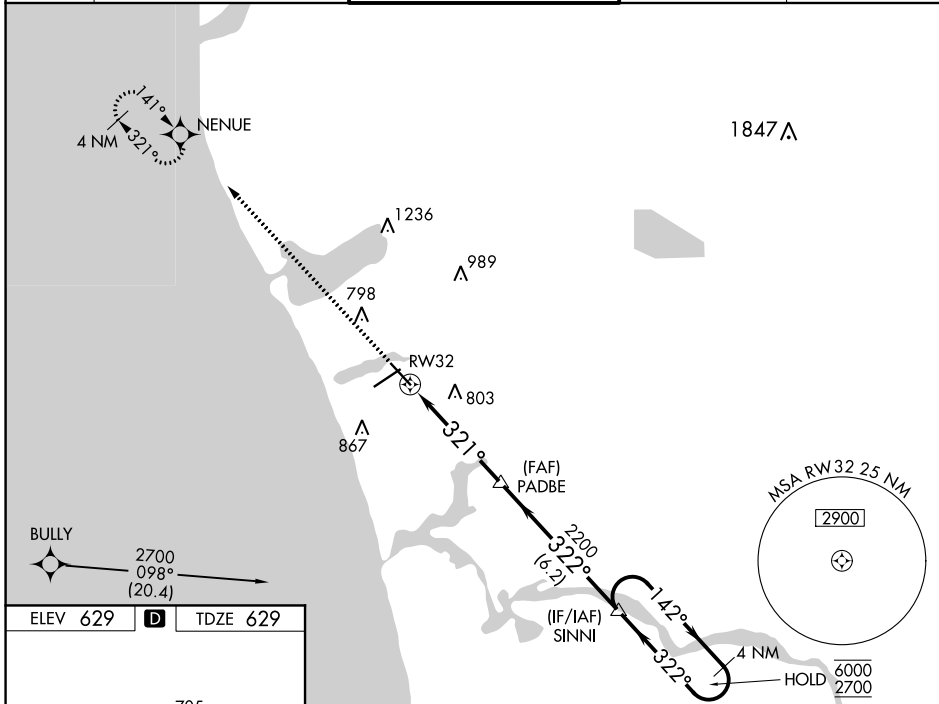 141°
NENUE
4 NM
321°
1847
1236
989
798
RW32
803
867
321°
(FAF)
PADBE
MSA RW32 25 NM
2900
BULLY
2700
098°
(20.4)
2200
322°
(6.2)
(IF/IAF)
SINNI
142°
4 NM
322°
HOLD
6000
2700
ELEV 629
D
TDZE 629